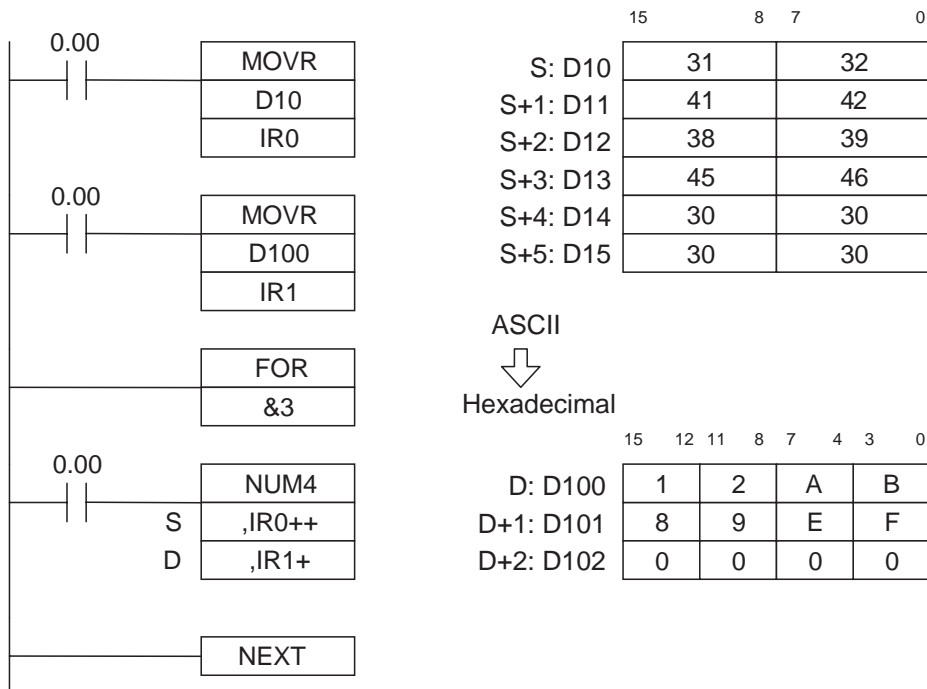 0.00
MOVR
D10
IR0
0.00
MOVR
D100
IR1
FOR
&3
0.00
NUM4
S ,IR0++
D ,IR1+
NEXT
15 8 7 0
S: D10 31 32
S+1: D11 41 42
S+2: D12 38 39
S+3: D13 45 46
S+4: D14 30 30
S+5: D15 30 30
ASCII
Hexadecimal
15 12 11 8 7 4 3 0
D: D100 1 2 A B
D+1: D101 8 9 E F
D+2: D102 0 0 0 0